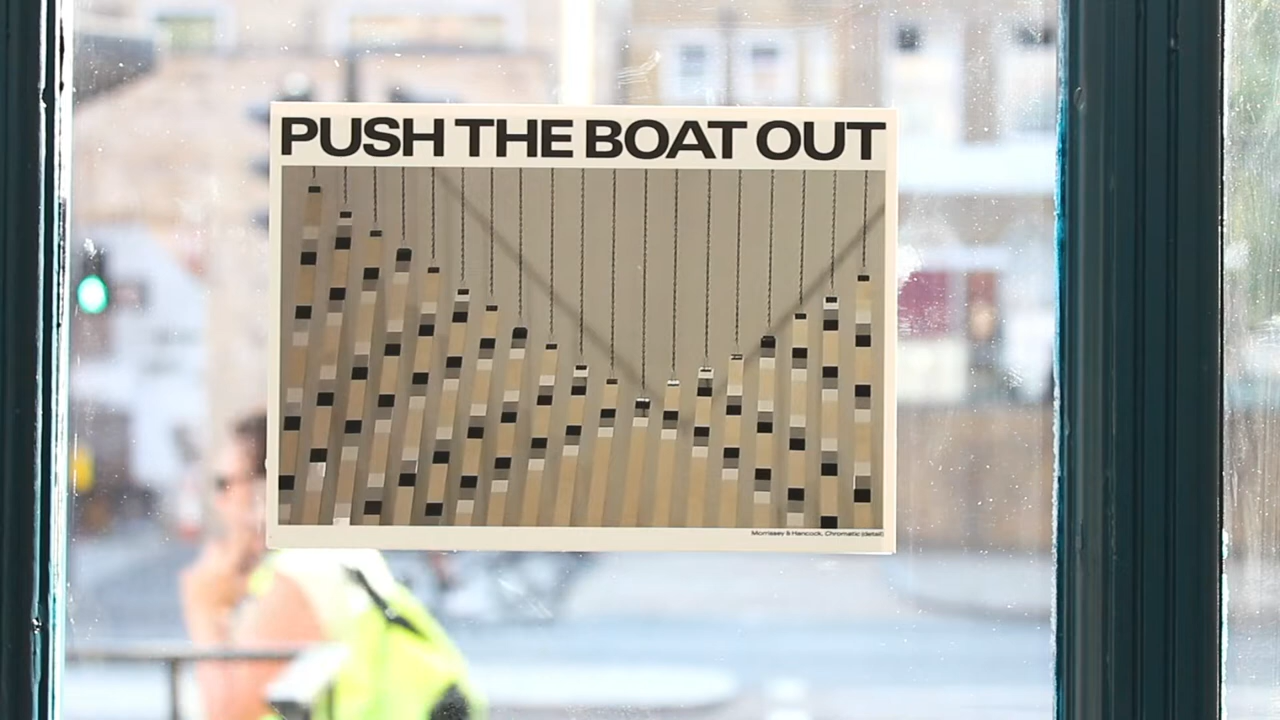 PUSH THE BOAT OUT
Morrissey & Hancock, Chromatic (detail)